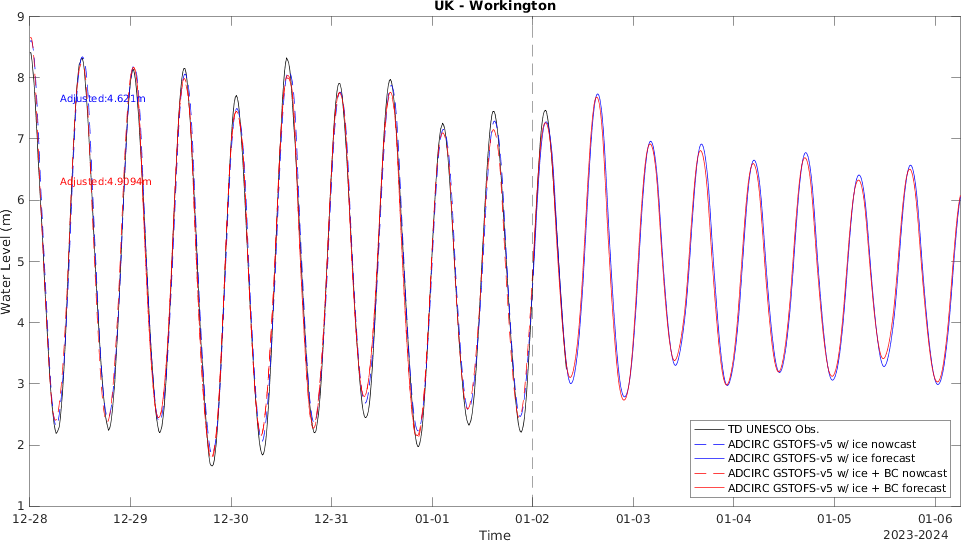 UK - Workington
9
8
7
6
5
4
3
2
1
Water Level (m)
Adjusted:4.621m
Adjusted:4.9094m
TD UNESCO Obs.
ADCIRC GSTOFS-v5 w/ ice nowcast
ADCIRC GSTOFS-v5 w/ ice forecast
ADCIRC GSTOFS-v5 w/ ice + BC nowcast
ADCIRC GSTOFS-v5 w/ ice + BC forecast
12-28 12-29 12-30 12-31 01-01 01-02 01-03 01-04 01-05 01-06
Time
2023-2024